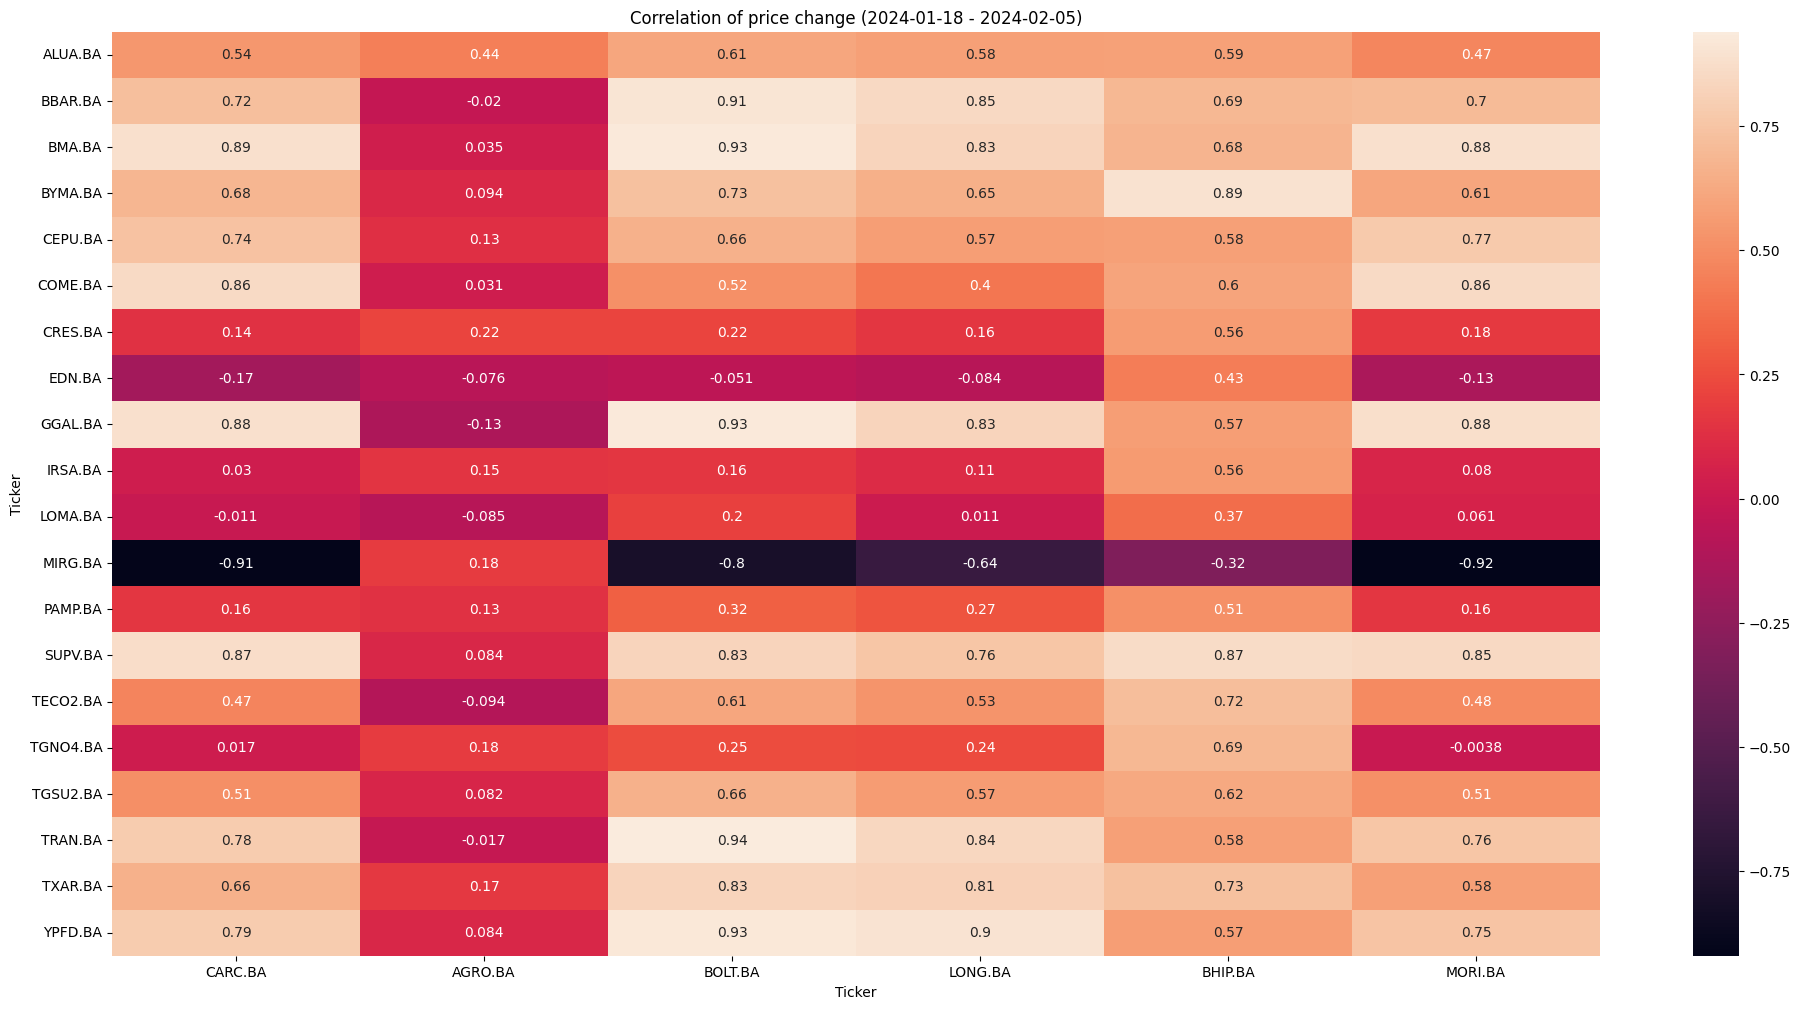 Correlation of price change (2024-01-18 - 2024-02-05)
ALUA.BA 0.54 0.44 0.61 0.58 0.59 0.47
BBAR.BA 0.72 -0.02 0.91 0.85 0.69 0.7
BMA.BA 0.89 0.035 0.93 0.83 0.68 0.88
0.75
BYMA.BA 0.68 0.094 0.73 0.65 0.89 0.61
CEPU.BA 0.74 0.13 0.66 0.57 0.58 0.77
0.50
COME.BA 0.86 0.031 0.52 0.4 0.6 0.86
CRES.BA 0.14 0.22 0.22 0.16 0.56 0.18
0.25
EDN.BA -0.17 -0.076 -0.051 -0.084 0.43 -0.13
GGAL.BA 0.88 -0.13 0.93 0.83 0.57 0.88
IRSA.BA 0.03 0.15 0.16 0.11 0.56 0.08
Ticker
0.00
LOMA.BA -0.011 -0.085 0.2 0.011 0.37 0.061
MIRG.BA -0.91 0.18 -0.8 -0.64 -0.32 -0.92
PAMP.BA 0.16 0.13 0.32 0.27 0.51 0.16
−0.25
SUPV.BA 0.87 0.084 0.83 0.76 0.87 0.85
TECO2.BA 0.47 -0.094 0.61 0.53 0.72 0.48
TGNO4.BA 0.017 0.18 0.25 0.24 0.69 -0.0038
−0.50
TGSU2.BA 0.51 0.082 0.66 0.57 0.62 0.51
TRAN.BA 0.78 -0.017 0.94 0.84 0.58 0.76
−0.75
TXAR.BA 0.66 0.17 0.83 0.81 0.73 0.58
YPFD.BA 0.79 0.084 0.93 0.9 0.57 0.75
CARC.BA AGRO.BA BOLT.BA LONG.BA BHIP.BA MORI.BA
Ticker